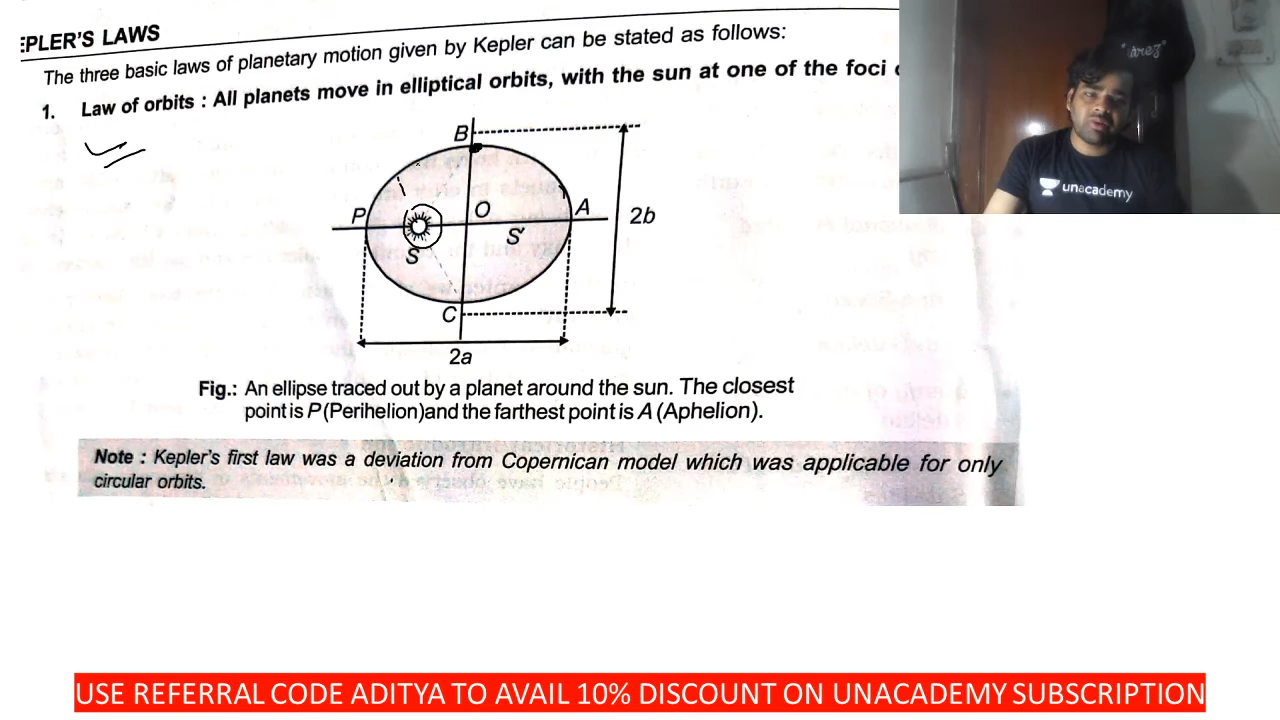 EPLER'S LAWS
The three basic laws of planetary motion given by Kepler can be stated as follows:
1. Law of orbits : All planets move in elliptical orbits, with the sun at one of the foci
B
P
O
A
2b
S
S'
C
2a
Fig.: An ellipse traced out by a planet around the sun. The closest
point is P (Perihelion) and the farthest point is A (Aphelion).
Note : Kepler's first law was a deviation from Copernican model which was applicable for only
circular orbits.
unacademy
USE REFERRAL CODE ADITYA TO AVAIL 10% DISCOUNT ON UNACADEMY SUBSCRIPTION